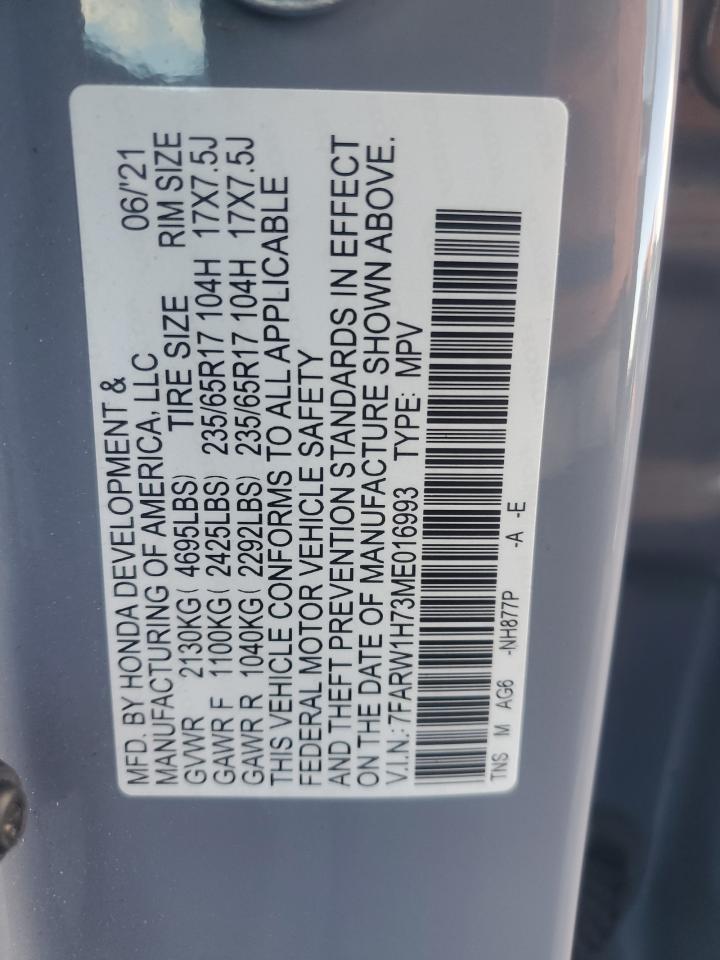 MFD. BY HONDA DEVELOPMENT & 06/'21
MANUFACTURING OF AMERICA, LLC RIM SIZE
GVWR 2130KG( 4695LBS) TIRE SIZE
GAWR F 1100KG( 2425LBS) 235/65R17 104H 17X7.5J
GAWR R 1040KG( 2292LBS) 235/65R17 104H 17X7.5J
THIS VEHICLE CONFORMS TO ALL APPLICABLE
FEDERAL MOTOR VEHICLE SAFETY
AND THEFT PREVENTION STANDARDS IN EFFECT
ON THE DATE OF MANUFACTURE SHOWN ABOVE.
V.I.N.: 7FARW1H73ME016993 TYPE: MPV
TNS M AG6 -NH877P -A -E